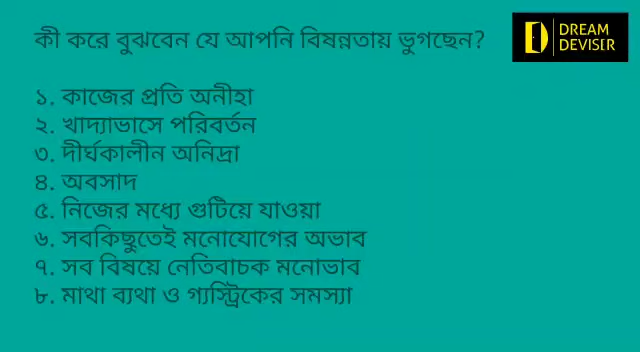 কী করে বুঝবেন যে আপনি বিষন্নতায় ভুগছেন?
DREAM
DEVISER
১. কাজের প্রতি অনীহা
২. খাদ্যাভাসে পরিবর্তন
৩. দীর্ঘকালীন অনিদ্রা
৪. অবসাদ
৫. নিজের মধ্যে গুটিয়ে যাওয়া
৬. সবকিছুতেই মনোযোগের অভাব
৭. সব বিষয়ে নেতিবাচক মনোভাব
৮. মাথা ব্যথা ও গ্যস্ট্রিকের সমস্যা